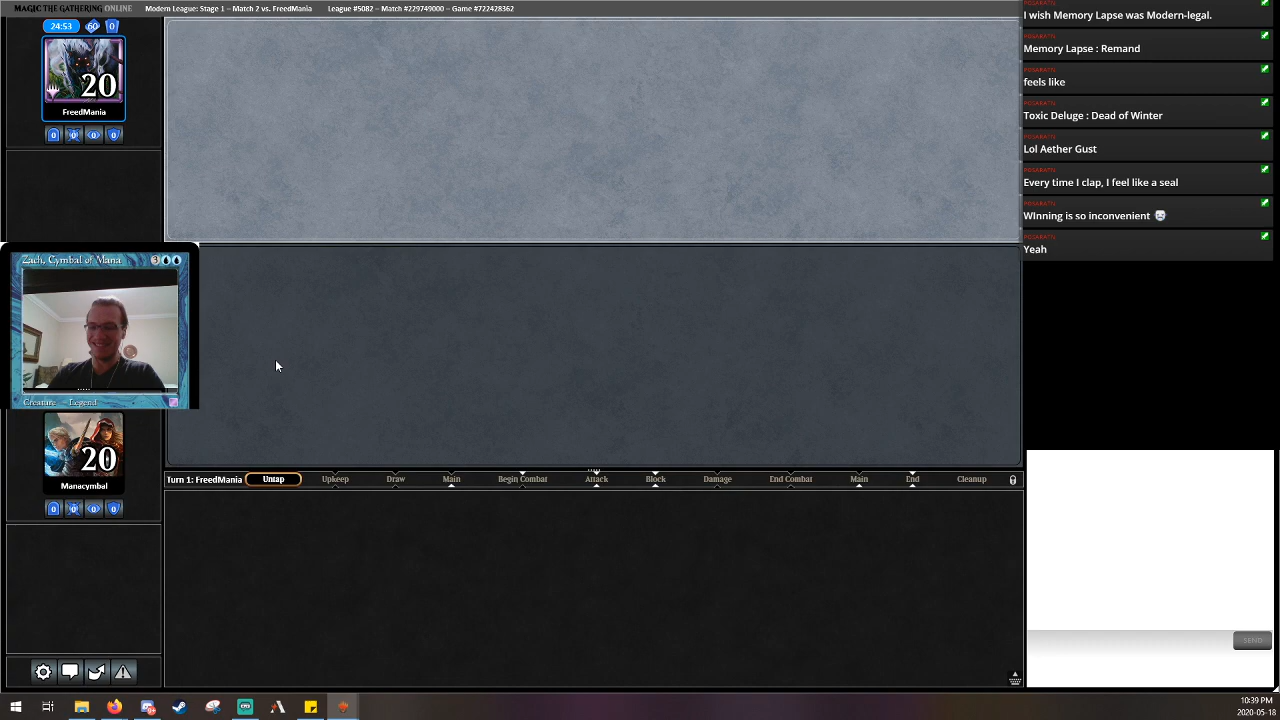 MAGIC THE GATHERING ONLINE
Modern League: Stage 1 – Match 2 vs. FreedMania
League #5082 – Match #229749000 – Game #722428362
24:53
60
0
20
FreedMania
0
0
0
0
Zach, Cymbal of Mana
3
Creature — Legend
20
Manacymbal
0
0
0
0
Turn 1: FreedMania
Untap
Upkeep
Draw
Main
Begin Combat
Attack
Block
Damage
End Combat
Main
End
Cleanup
I wish Memory Lapse was Modern-legal.
Memory Lapse : Remand
feels like
Toxic Deluge : Dead of Winter
Lol Aether Gust
Every time I clap, I feel like a seal
WInning is so inconvenient
Yeah
SEND
10:39 PM
2020-05-18